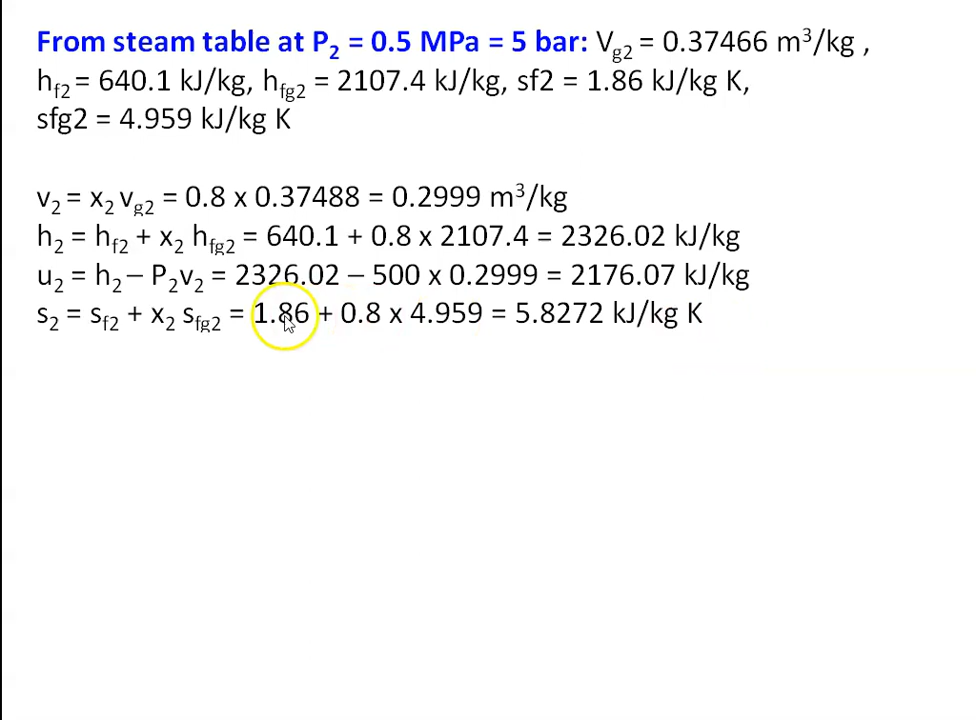 From steam table at P₂ = 0.5 MPa = 5 bar: Vg2 = 0.37466 m³/kg ,
hf2 = 640.1 kJ/kg, hfg2 = 2107.4 kJ/kg, sf2 = 1.86 kJ/kg K,
sfg2 = 4.959 kJ/kg K
v₂ = x₂ vg2 = 0.8 x 0.37488 = 0.2999 m³/kg
h₂ = hf2 + x₂ hfg2 = 640.1 + 0.8 x 2107.4 = 2326.02 kJ/kg
u₂ = h₂ – P₂v₂ = 2326.02 – 500 x 0.2999 = 2176.07 kJ/kg
s₂ = sf2 + x₂ sfg2 = 1.86 + 0.8 x 4.959 = 5.8272 kJ/kg K